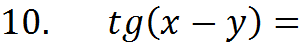 10. tg(x − y) =